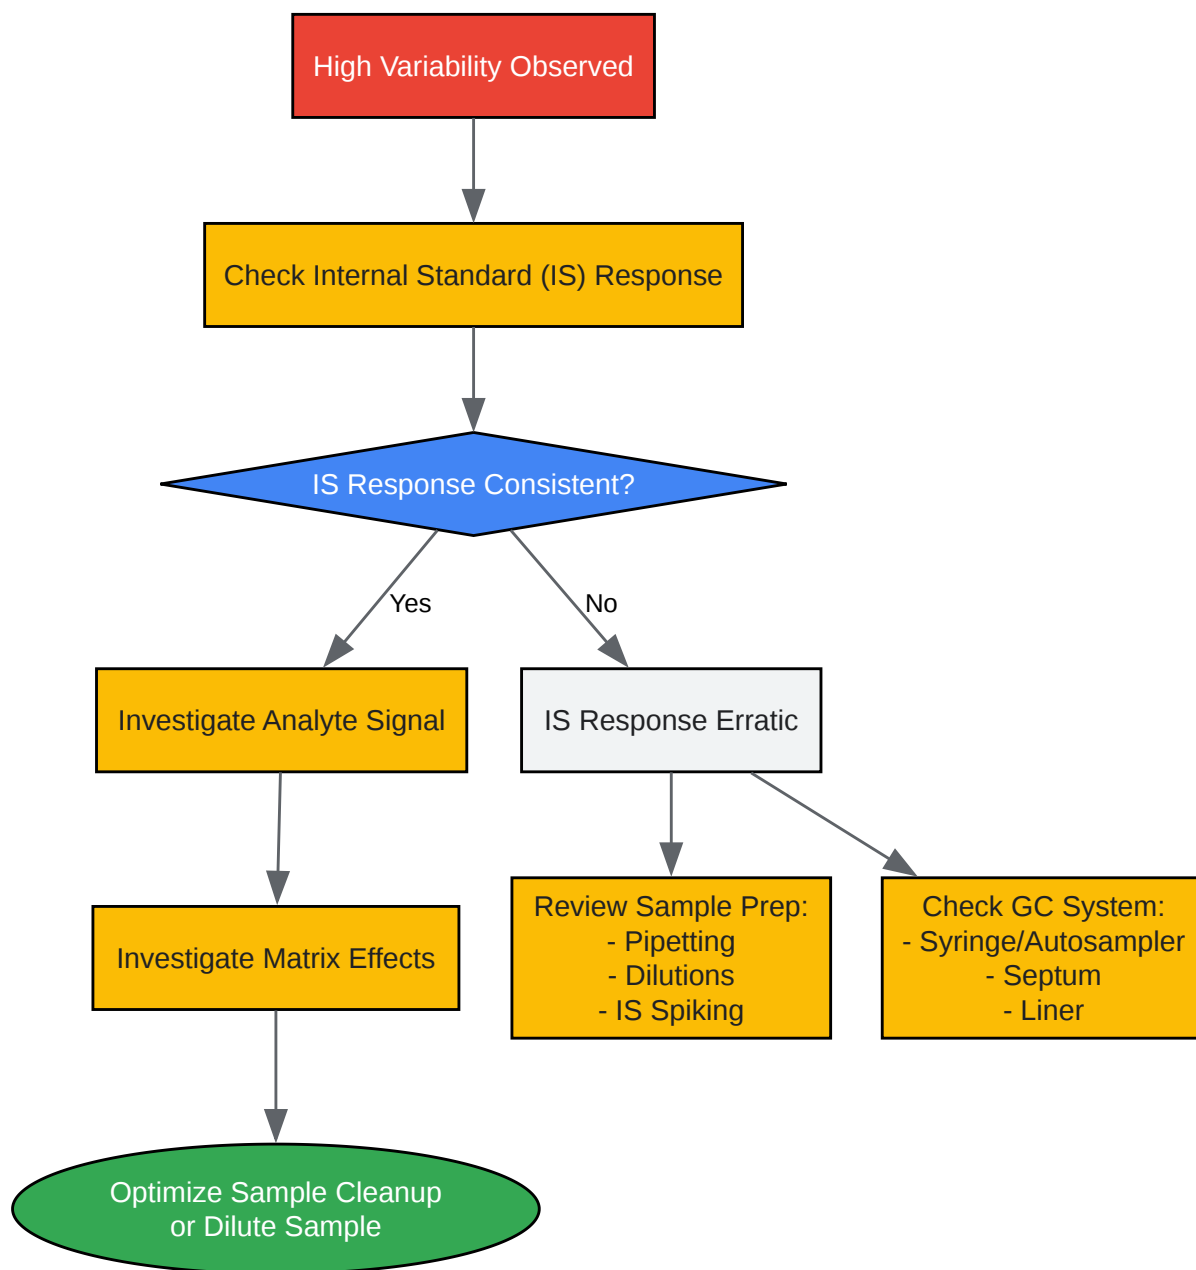 High Variability Observed
Check Internal Standard (IS) Response
IS Response Consistent?
Yes
No
Investigate Analyte Signal
IS Response Erratic
Review Sample Prep:
- Pipetting
- Dilutions
- IS Spiking
Check GC System:
- Syringe/Autosampler
- Septum
- Liner
Investigate Matrix Effects
Optimize Sample Cleanup
or Dilute Sample